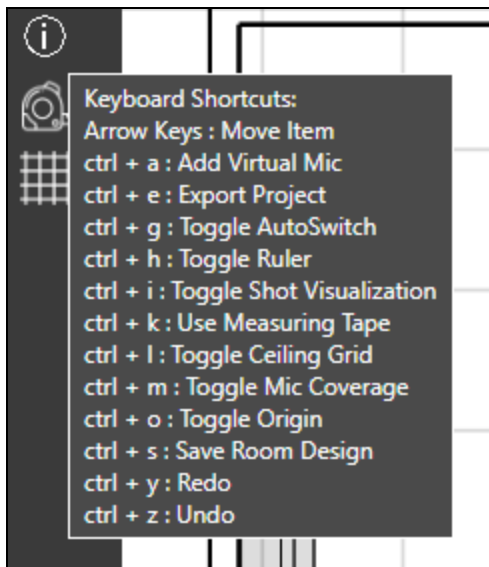 Keyboard Shortcuts:
Arrow Keys : Move Item
ctrl + a : Add Virtual Mic
ctrl + e : Export Project
ctrl + g : Toggle AutoSwitch
ctrl + h : Toggle Ruler
ctrl + i : Toggle Shot Visualization
ctrl + k : Use Measuring Tape
ctrl + l : Toggle Ceiling Grid
ctrl + m : Toggle Mic Coverage
ctrl + o : Toggle Origin
ctrl + s : Save Room Design
ctrl + y : Redo
ctrl + z : Undo